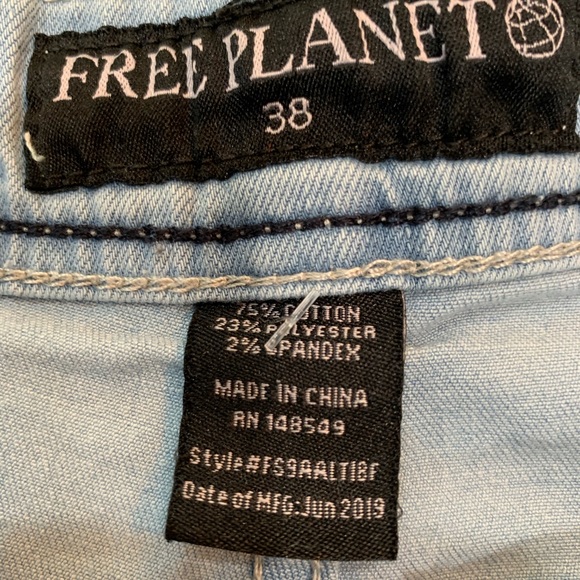 FREE PLANET
38
75% COTTON
23% POLYESTER
2% SPANDEX
MADE IN CHINA
RN 148549
Style#FS9AALT18F
Date of MFG:Jun 2019